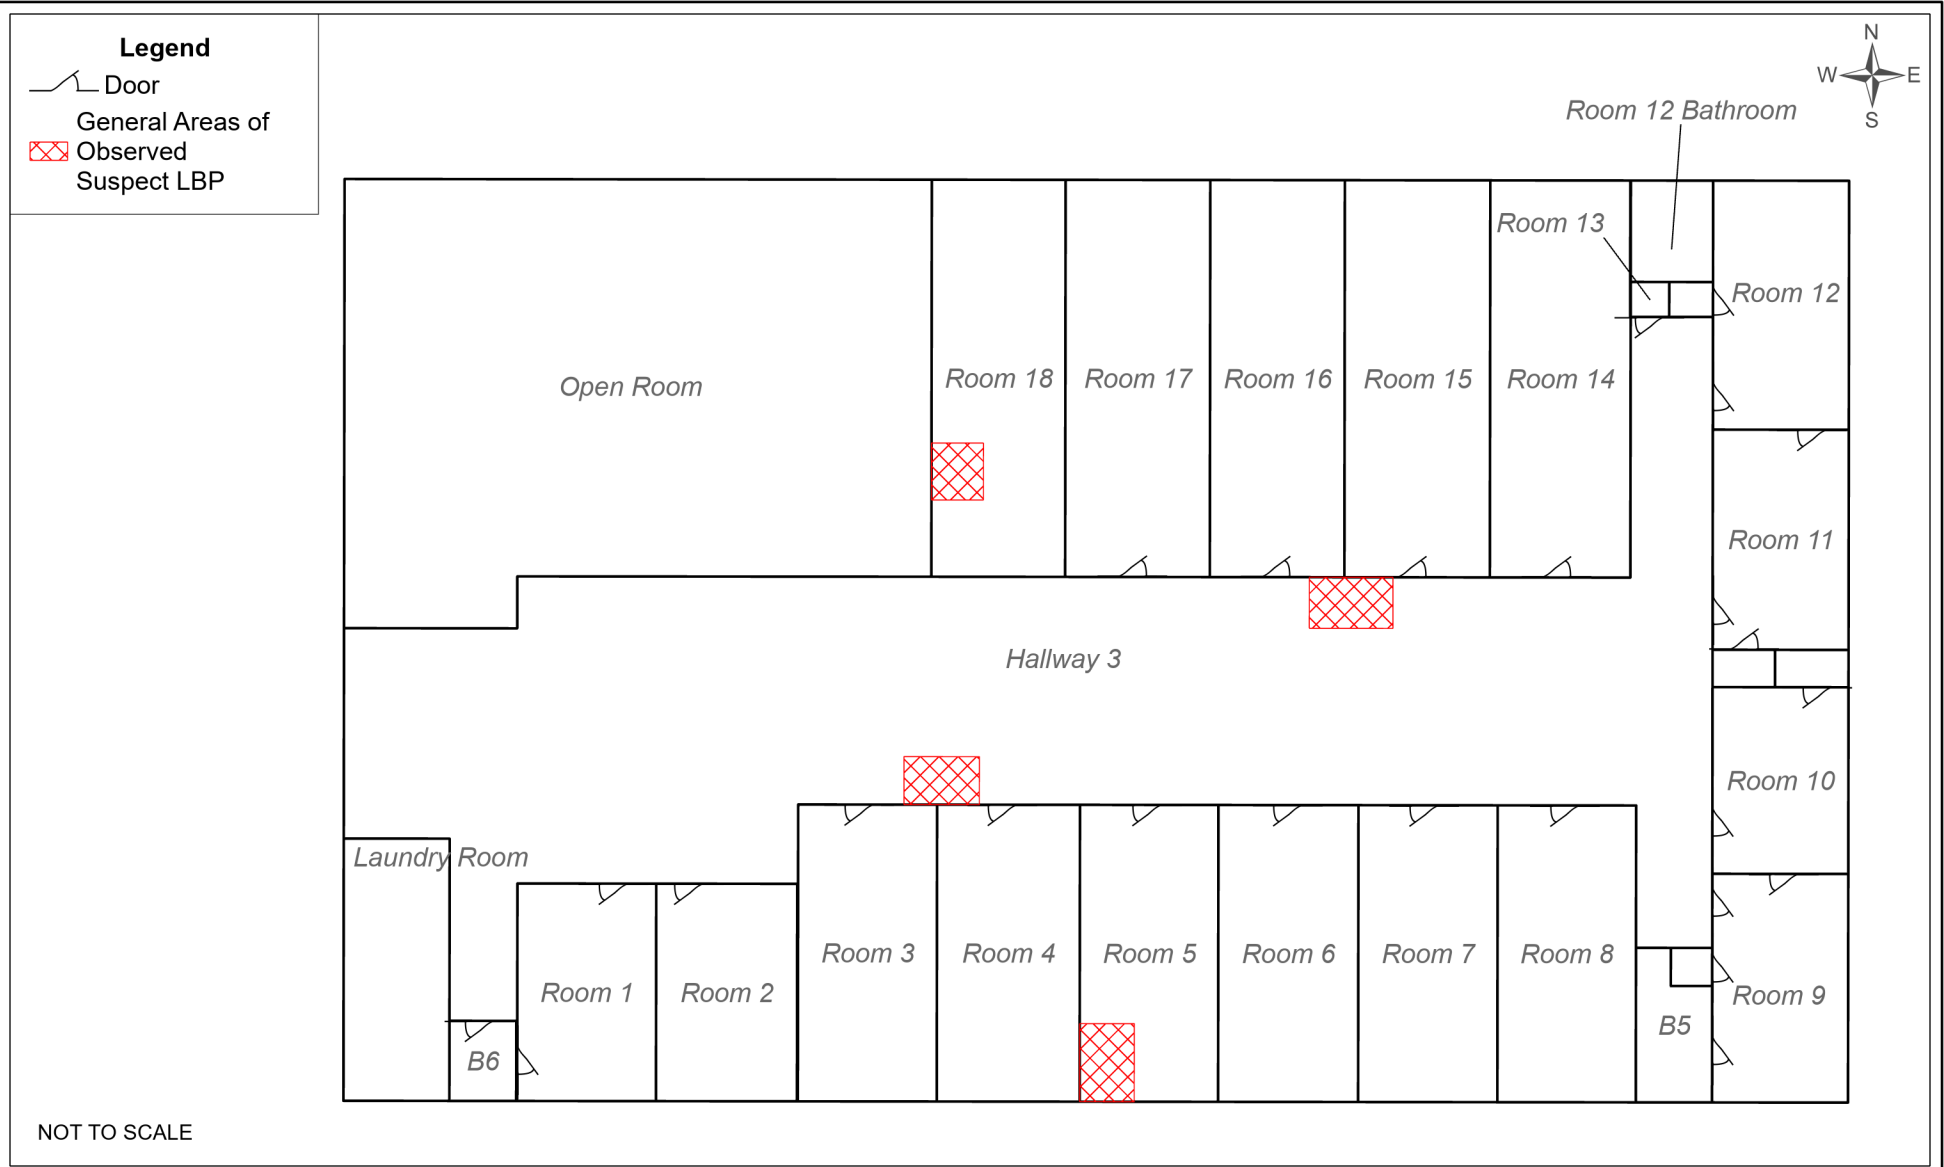 Legend
Door
General Areas of
Observed
Suspect LBP
N
W E
S
Room 12 Bathroom
Room 13
Room 12
Open Room
Room 18
Room 17
Room 16
Room 15
Room 14
Room 11
Hallway 3
Room 10
Laundry Room
Room 3
Room 4
Room 5
Room 6
Room 7
Room 8
Room 1
Room 2
Room 9
B5
B6
NOT TO SCALE